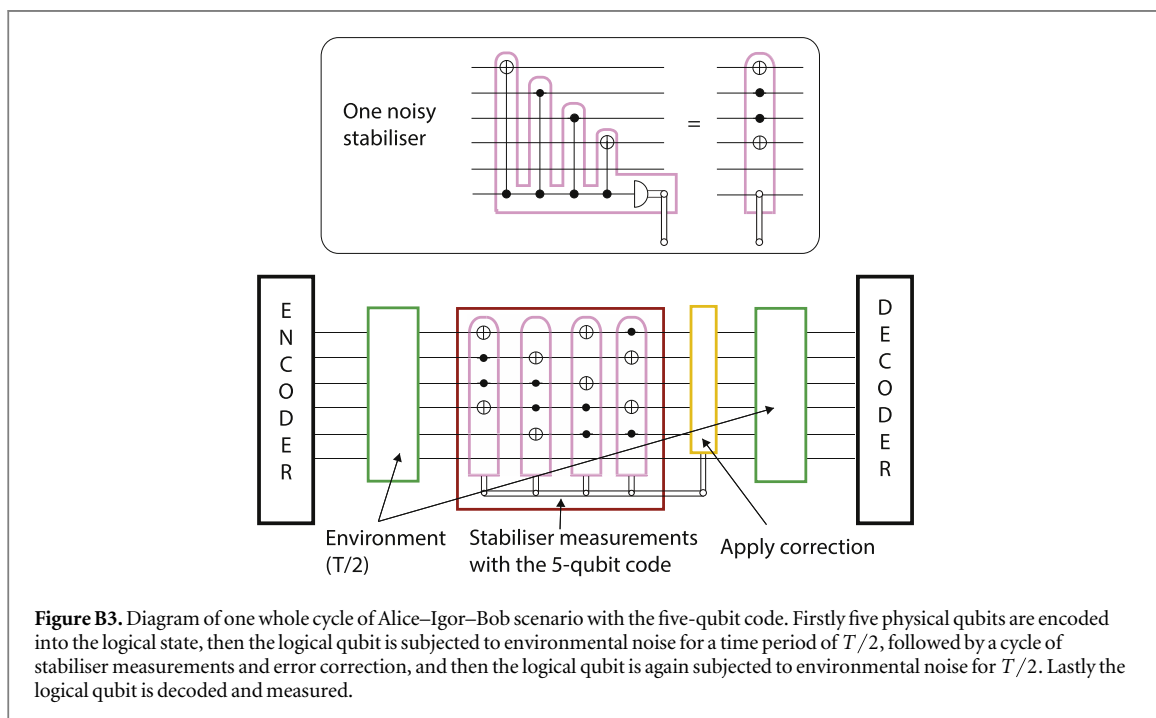 One noisy
stabiliser
=
ENCODER
DECODER
Environment
(T/2)
Stabiliser measurements
with the 5-qubit code
Apply correction
Figure B3. Diagram of one whole cycle of Alice–Igor–Bob scenario with the five-qubit code. Firstly five physical qubits are encoded
into the logical state, then the logical qubit is subjected to environmental noise for a time period of T/2, followed by a cycle of
stabiliser measurements and error correction, and then the logical qubit is again subjected to environmental noise for T/2. Lastly the
logical qubit is decoded and measured.